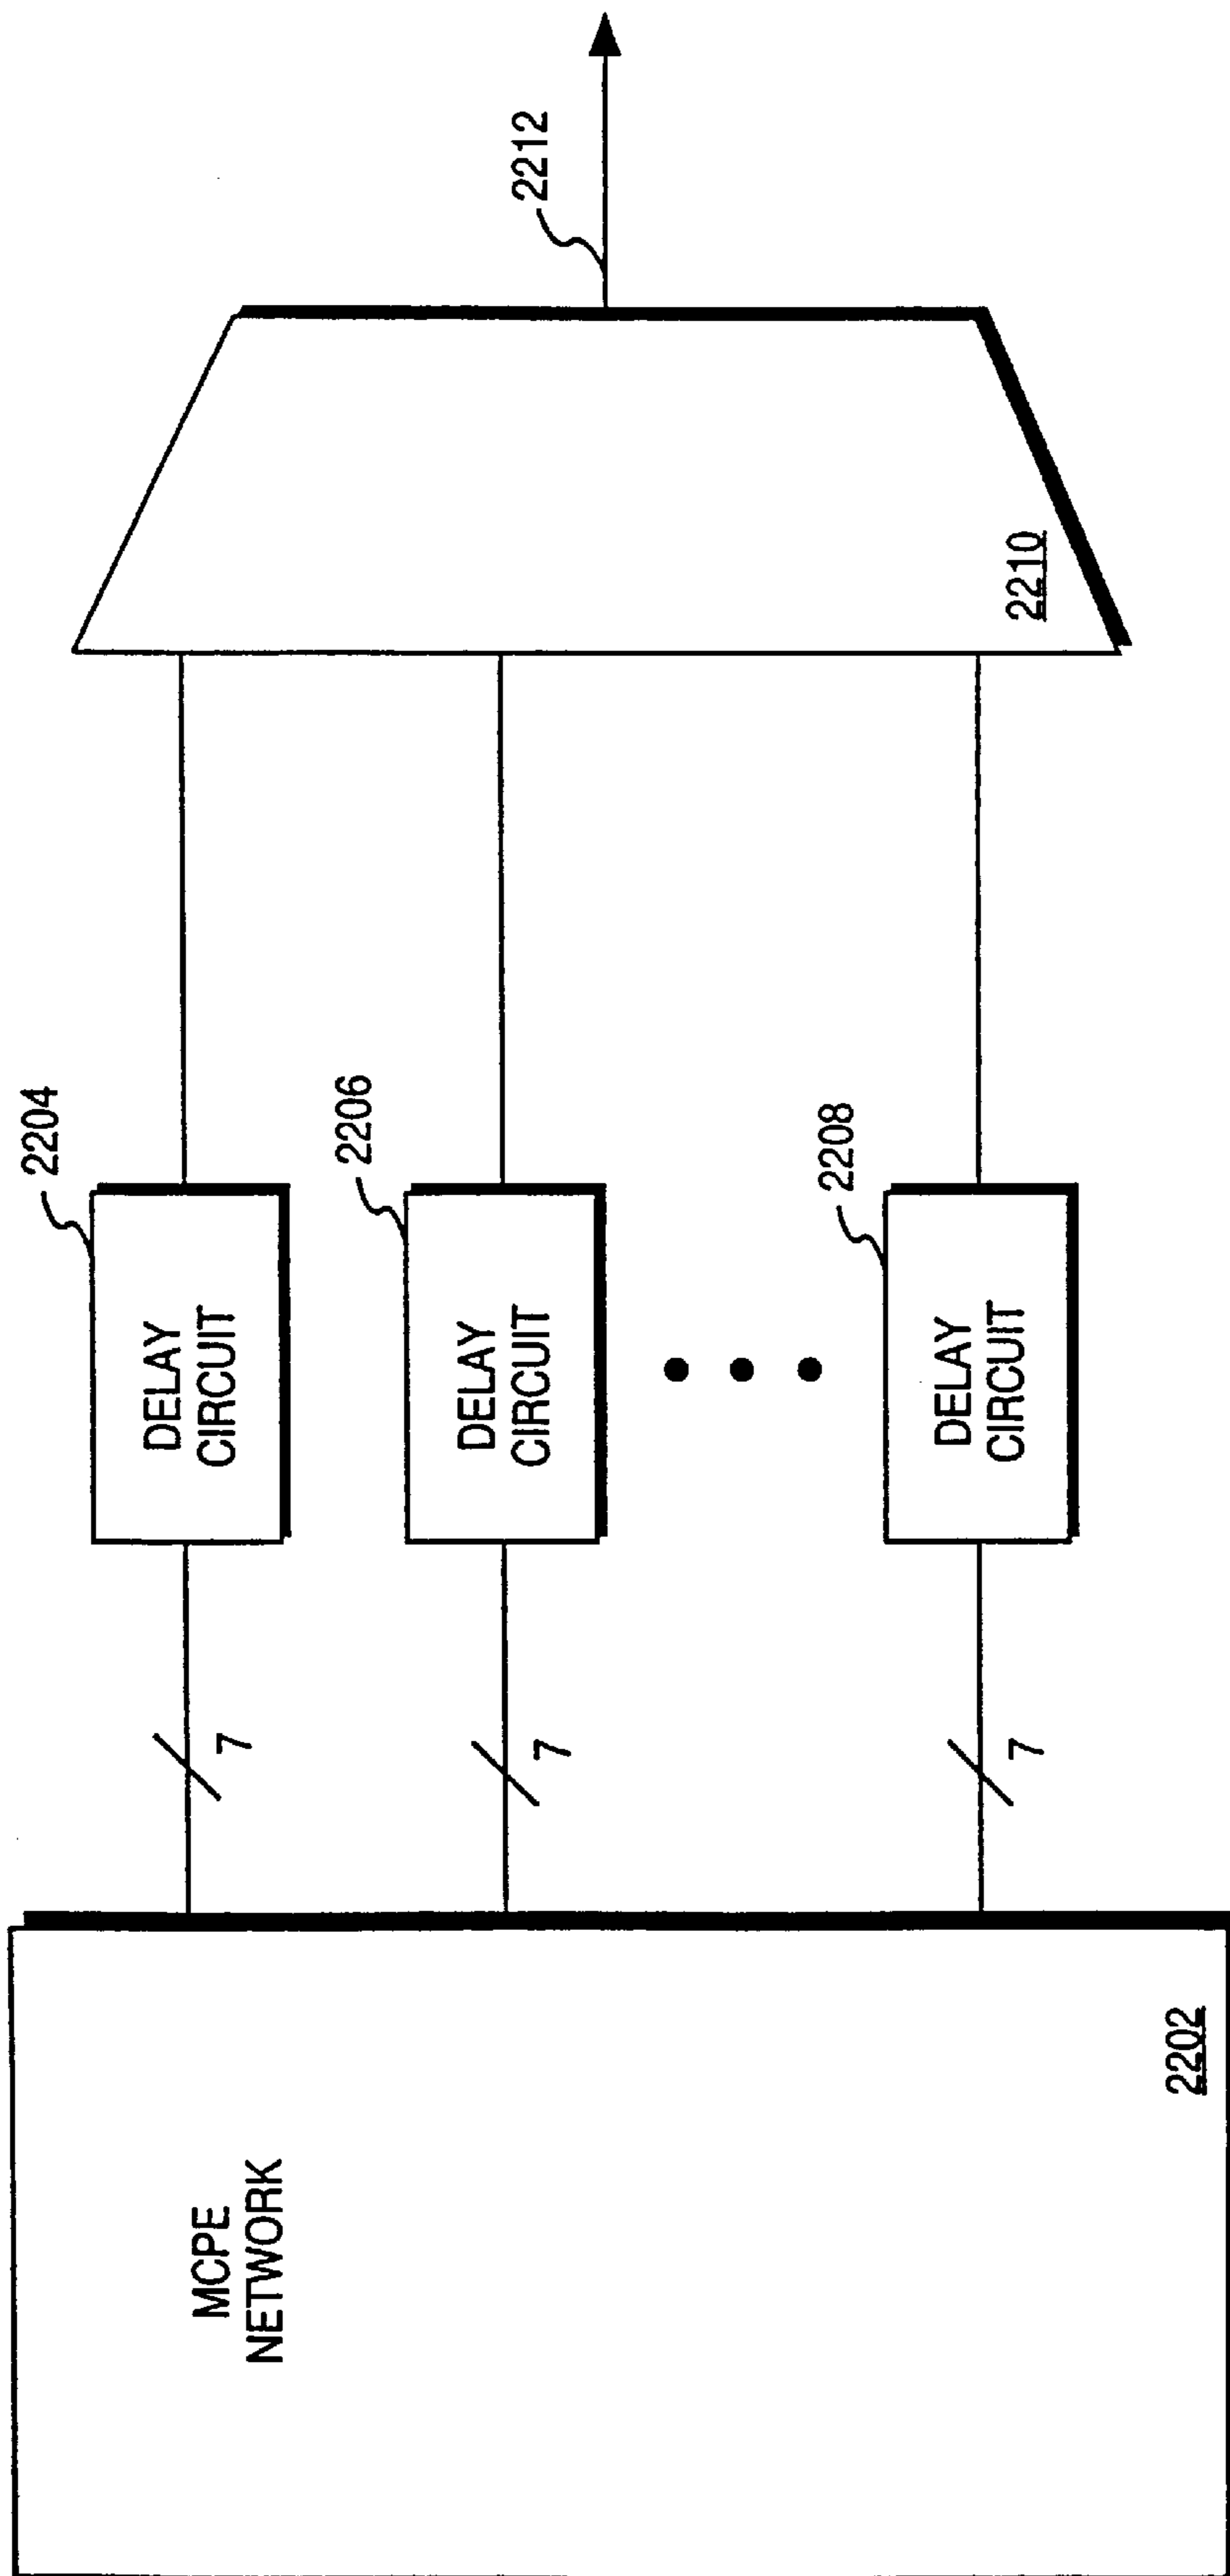 MCPE
NETWORK
2202
7
7
7
DELAY
CIRCUIT
2204
DELAY
CIRCUIT
2206
DELAY
CIRCUIT
2208
2210
2212